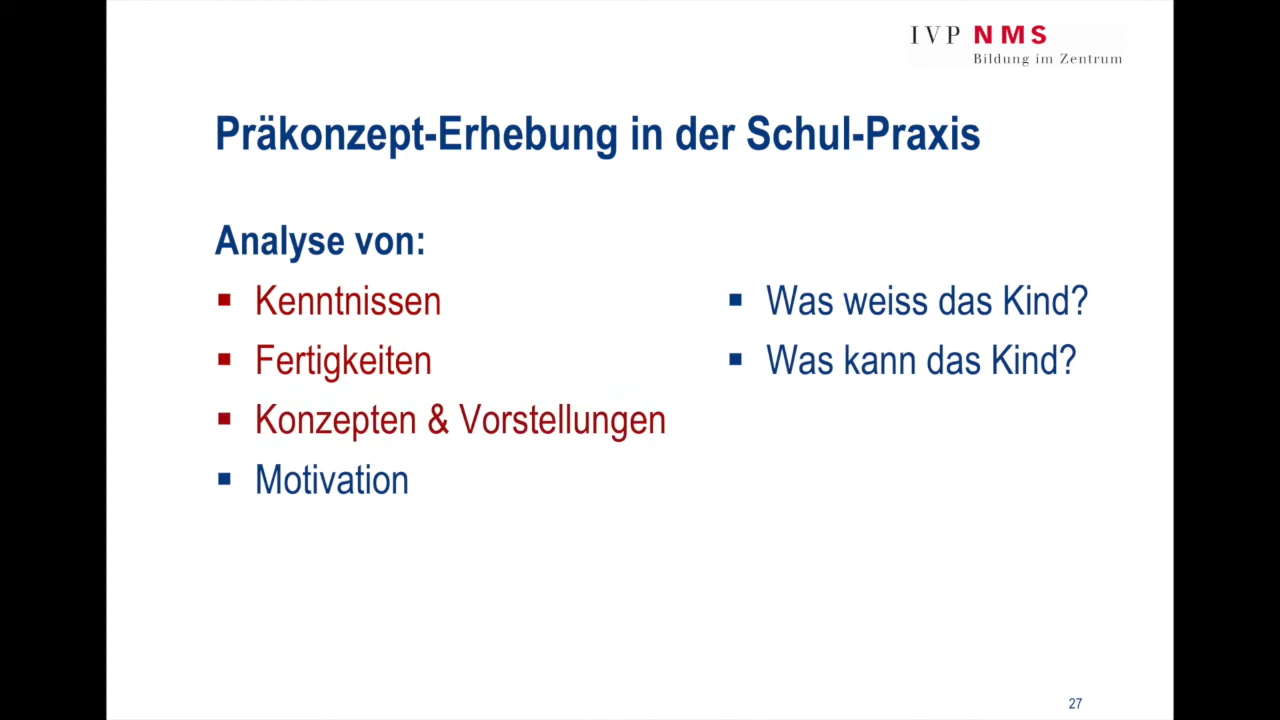 IVP NMS
Bildung im Zentrum
Präkonzept-Erhebung in der Schul-Praxis
Analyse von:
Kenntnissen
Fertigkeiten
Konzepten & Vorstellungen
Motivation
Was weiss das Kind?
Was kann das Kind?
27